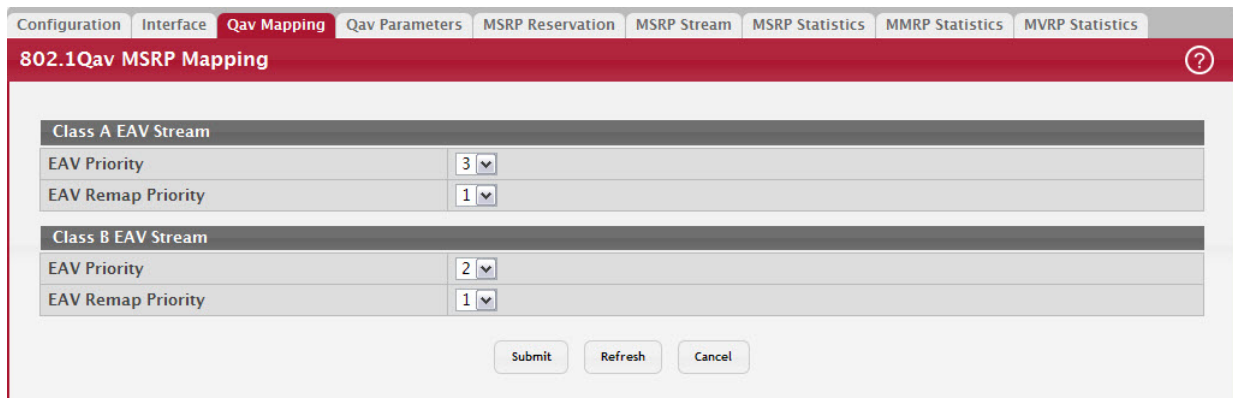 Configuration Interface Qav Mapping Qav Parameters MSRP Reservation MSRP Stream MSRP Statistics MMRP Statistics MVRP Statistics
802.1Qav MSRP Mapping ?
Class A EAV Stream
EAV Priority 3
EAV Remap Priority 1
Class B EAV Stream
EAV Priority 2
EAV Remap Priority 1
Submit Refresh Cancel